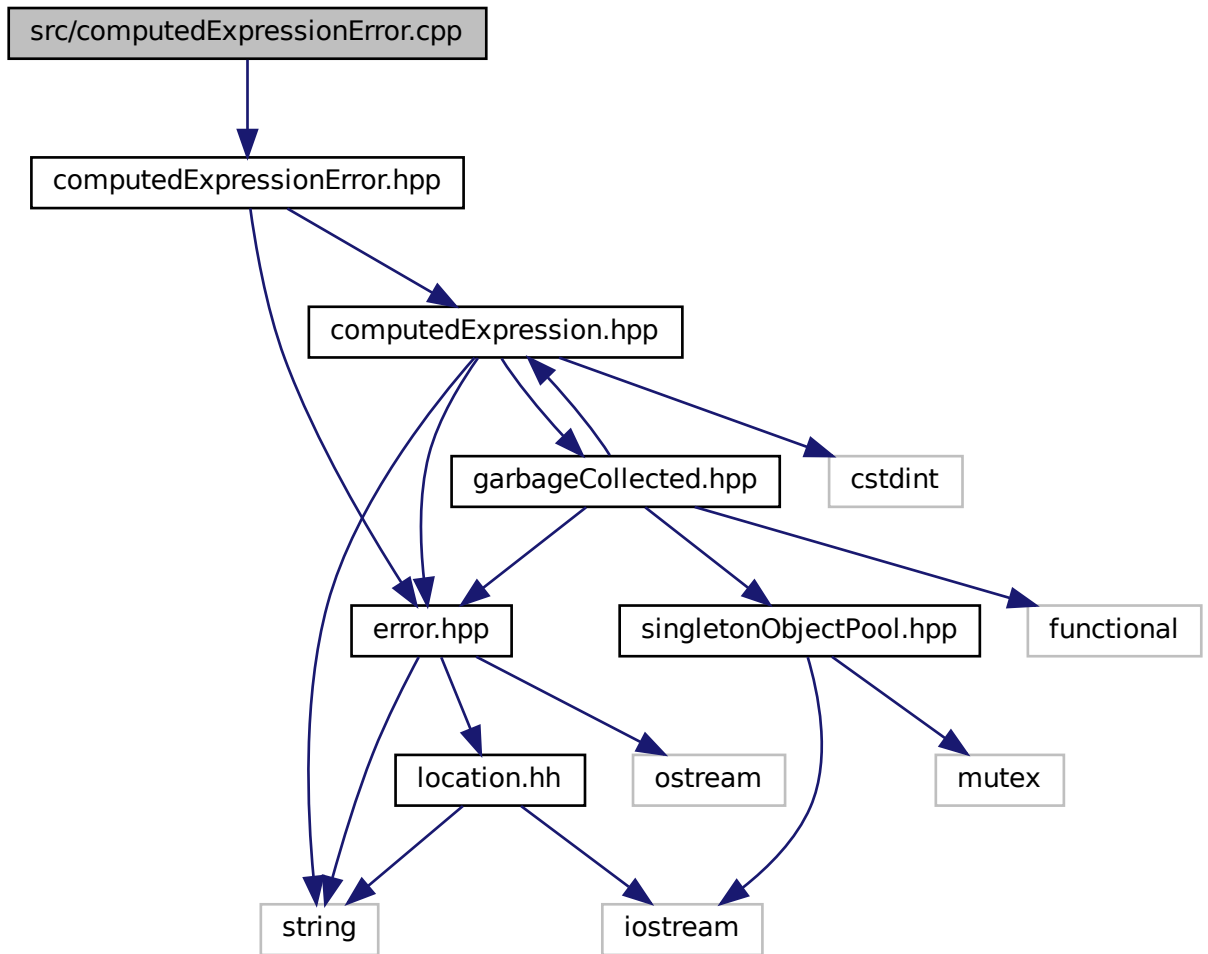 src/computedExpressionError.cpp
computedExpressionError.hpp
computedExpression.hpp
garbageCollected.hpp
cstdint
error.hpp
singletonObjectPool.hpp
functional
location.hh
ostream
mutex
string
iostream